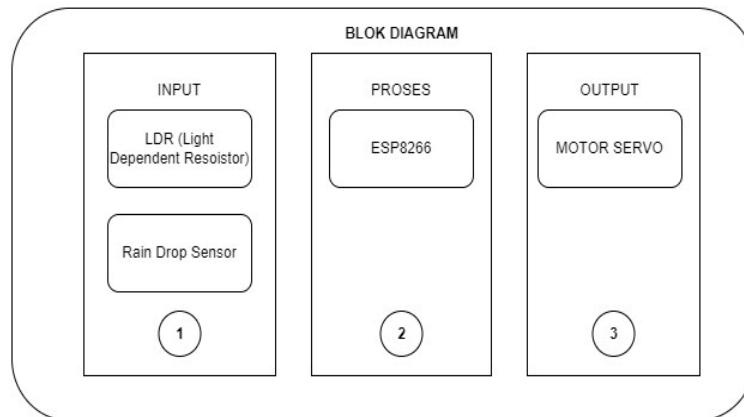 BLOK DIAGRAM
INPUT
LDR (Light
Dependent Resoistor)
Rain Drop Sensor
1
PROSES
ESP8266
2
OUTPUT
MOTOR SERVO
3